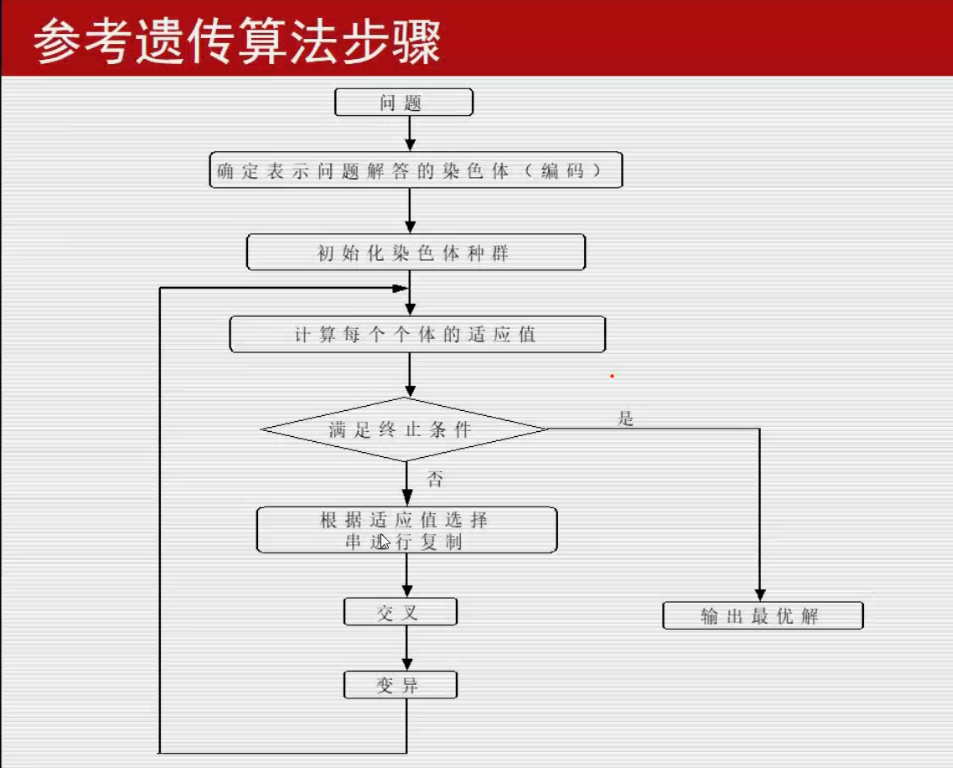 参考遗传算法步骤
问题
确定表示问题解答的染色体（编码）
初始化染色体种群
计算每个个体的适应值
满足终止条件
是
否
根据适应值选择
串进行复制
交叉
输出最优解
变异